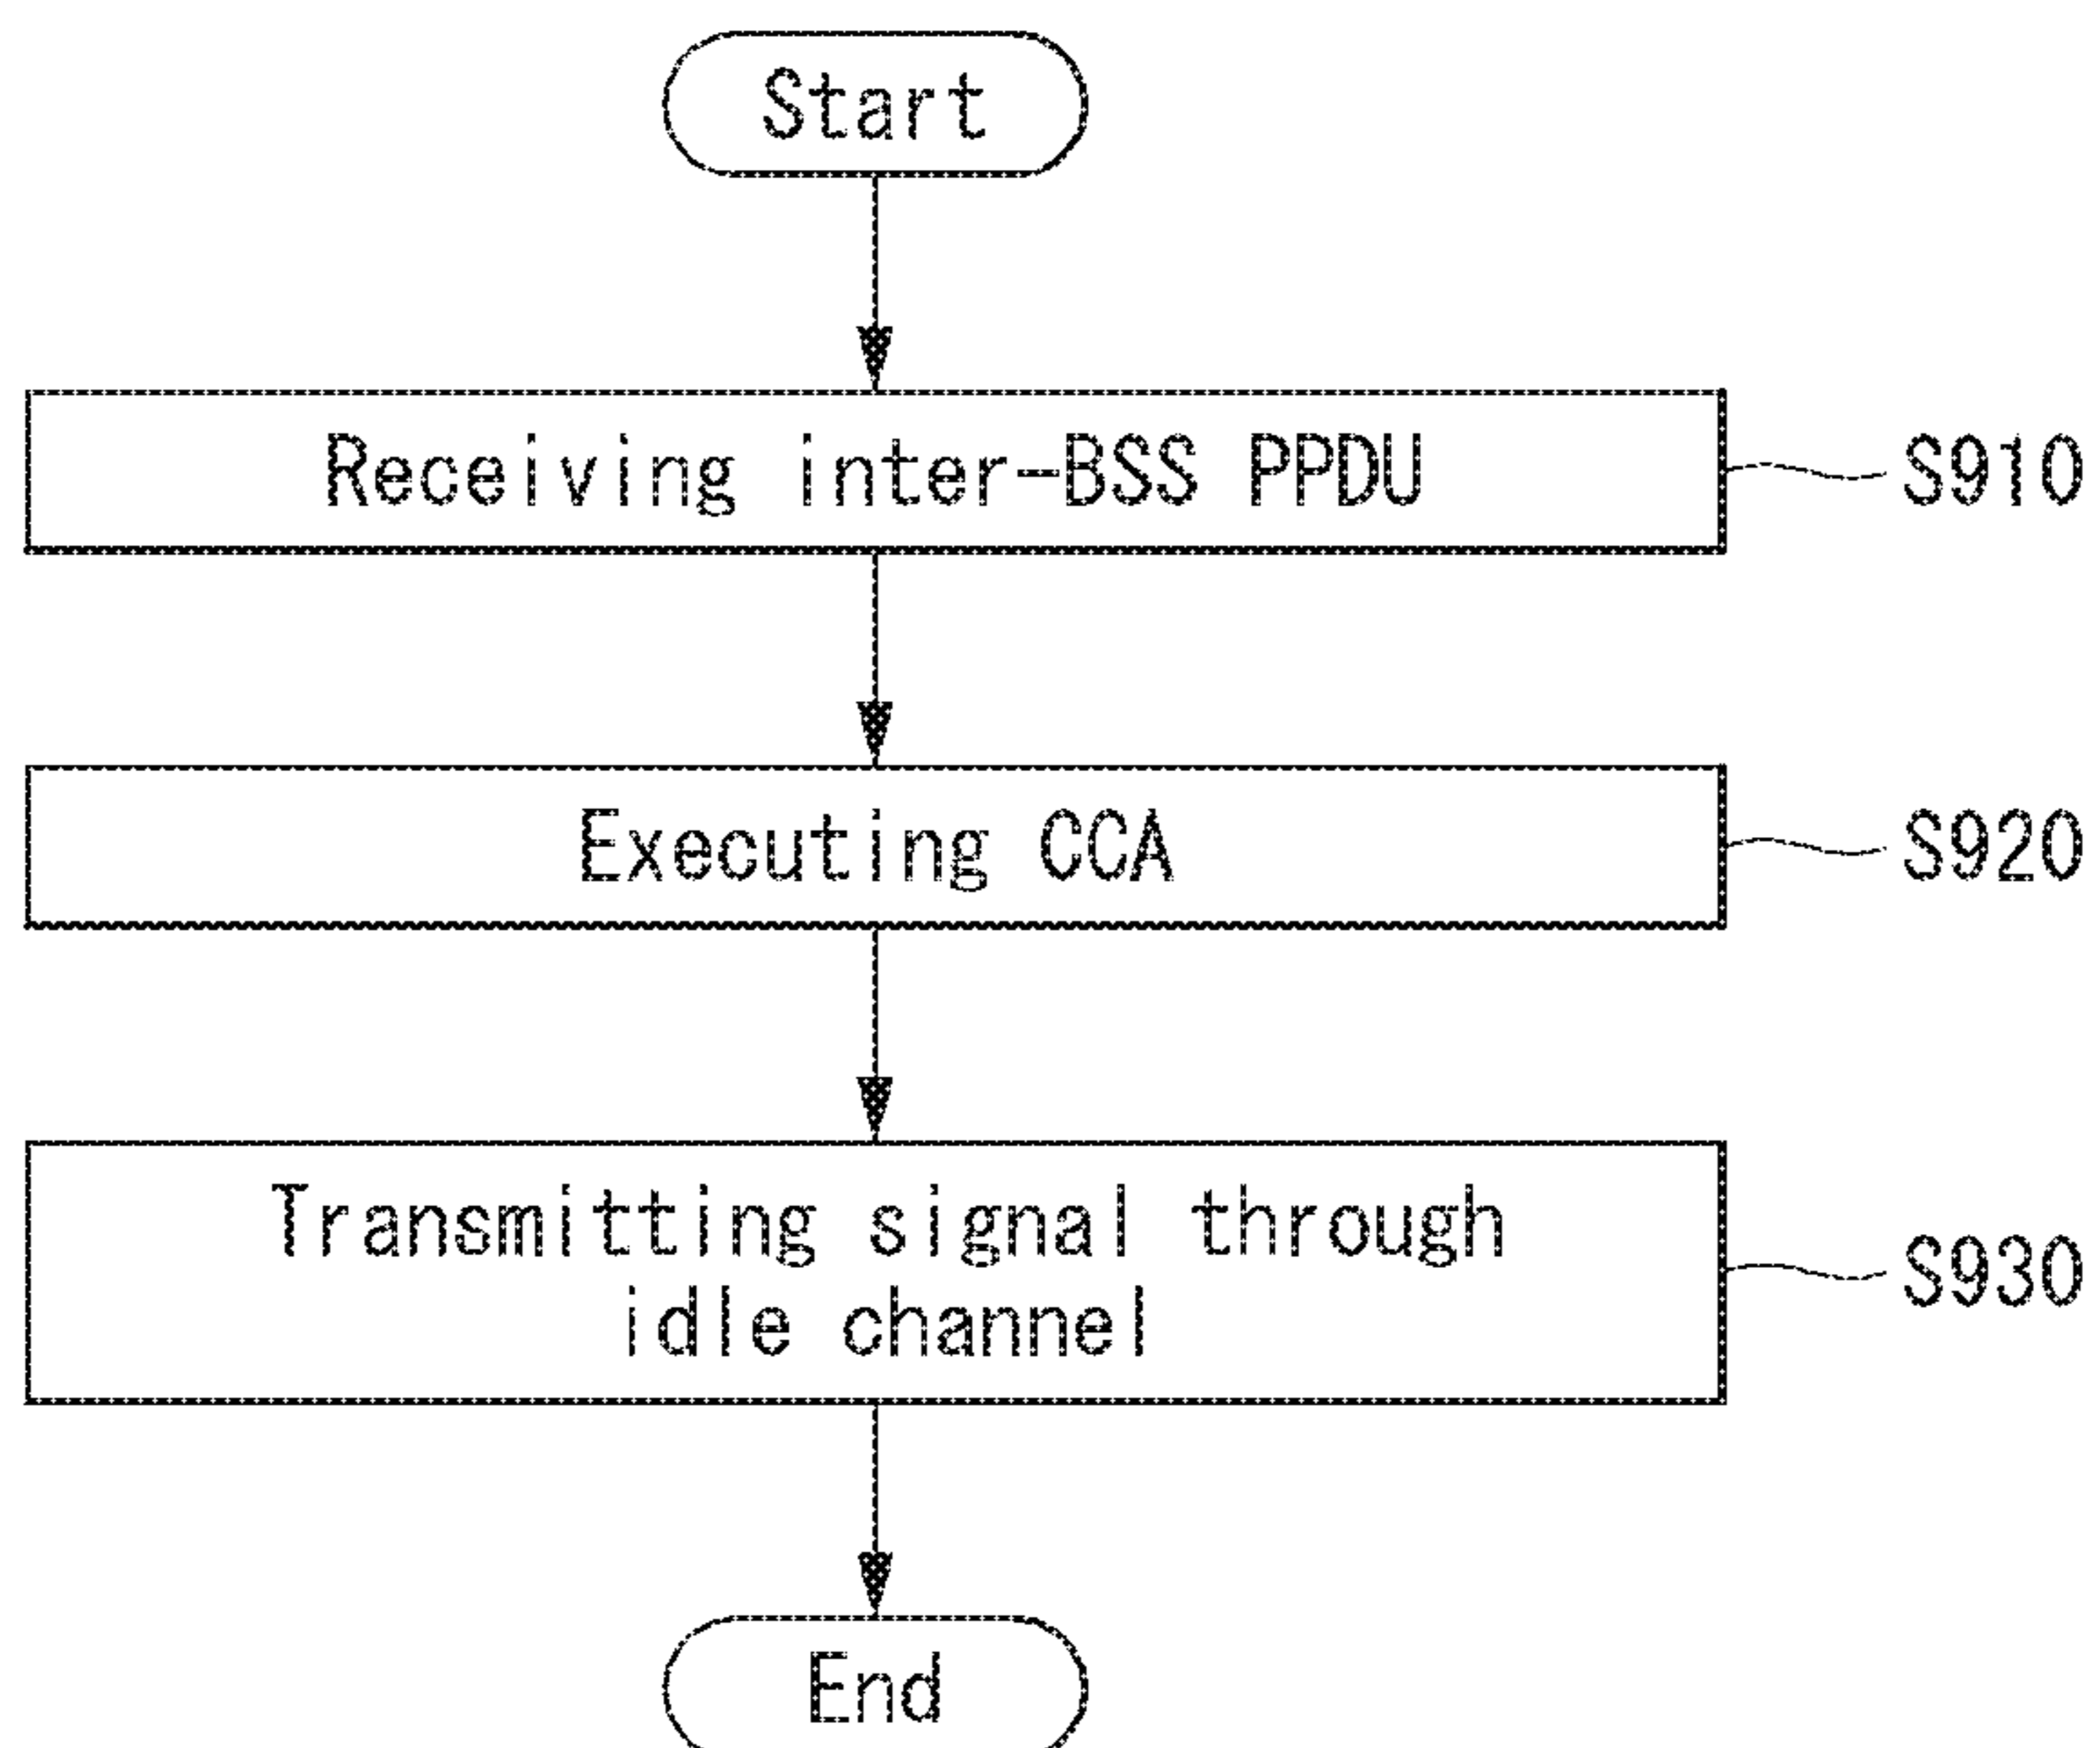 Start
Receiving inter-BSS PPDU
S910
Executing CCA
S920
Transmitting signal through
idle channel
S930
End